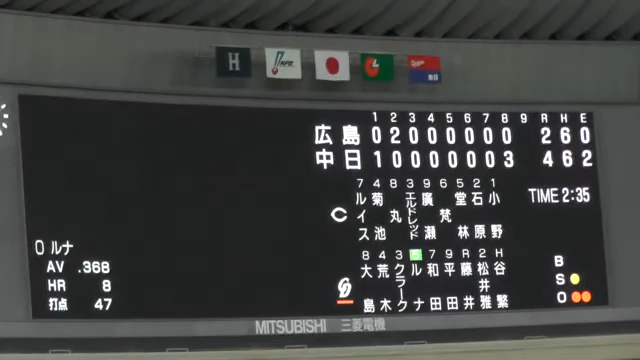 H
1 2 3 4 5 6 7 8 9 R H E
広島 0 2 0 0 0 0 0 0 2 6 0
中日 1 0 0 0 0 0 0 3 4 6 2
7 4 8 3 9 6 5 2 1
ルイス 菊池 丸 エルドレッド 廣瀬 梵 堂林 石原 小野
TIME 2:35
8 4 3 5 7 9 R 2 H
大島 荒木 クラーク ルナ 和田 平田 藤井 松井雅 谷繁
0 ルナ
AV .368
HR 8
打点 47
B
S
O
MITSUBISHI 三菱電機